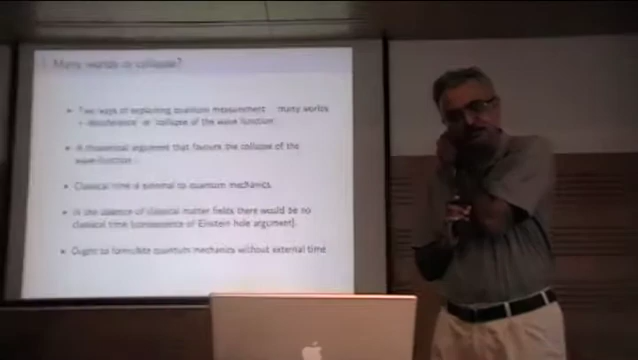 Many worlds or collapse?
Two ways of explaining quantum measurement many worlds
+ decoherence or collapse of the wave function
A theoretical argument that favours the collapse of the
wave-function
Classical time is external to quantum mechanics.
In the absence of classical matter fields there would be no
classical time [consequence of Einstein hole argument].
Ought to formulate quantum mechanics without external time